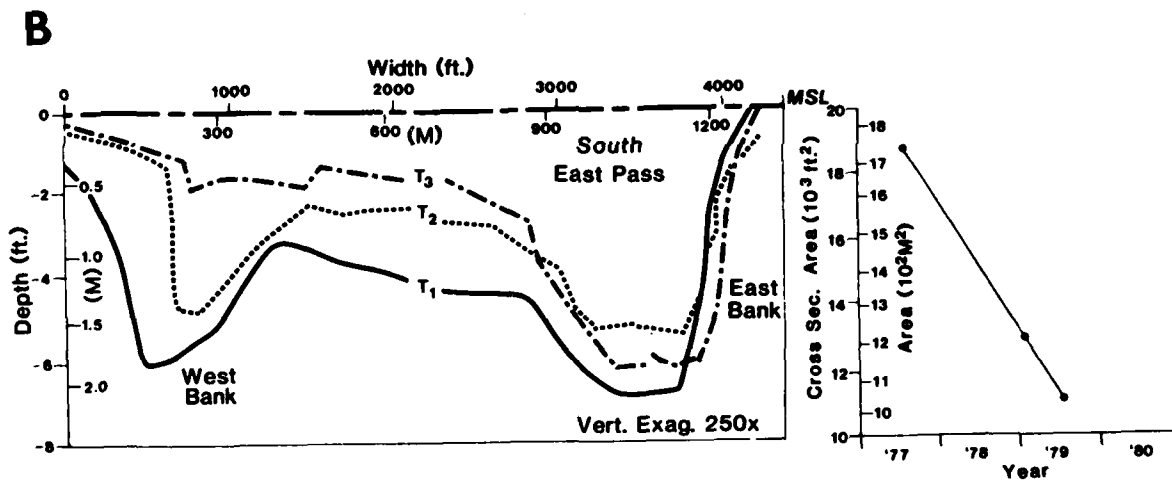 B
Width (ft.)
0 1000 2000 3000 4000
MSL
0
300 600 900 1200
(M)
South
East Pass
-2
0.5
T3
T2
1.0
-4
T1
1.5
-6
2.0
-8
Depth (ft.)
(M)
West
Bank
East
Bank
Vert. Exag. 250x
Cross Sec. Area (10³ ft.²)
Area (10²M²)
20
18
16
14
12
10
18
17
16
15
14
13
12
11
10
'77 '78 '79 '80
Year